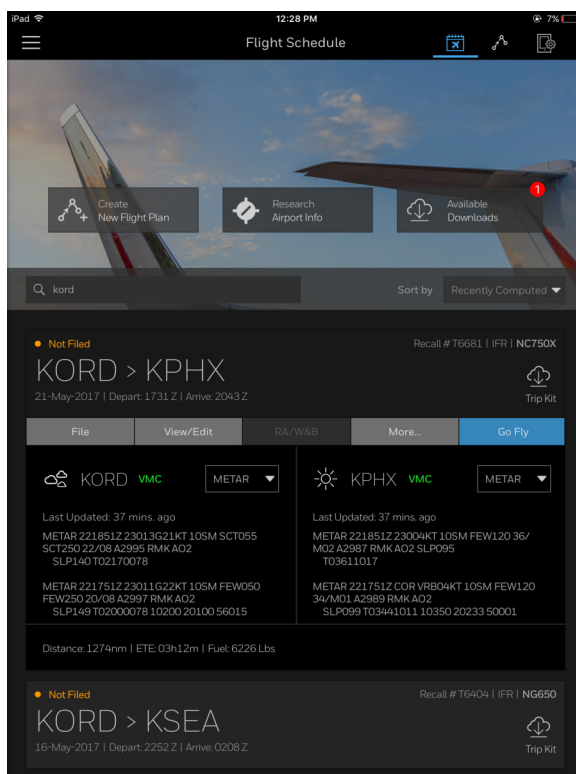 iPad 12:28 PM 7%
Flight Schedule
Create
New Flight Plan
Research
Airport Info
Available
Downloads
1
kord
Sort by Recently Computed
Not Filed
Recall # T6681 | IFR | NC750X
KORD > KPHX
21-May-2017 | Depart: 1731 Z | Arrive: 2043 Z
Trip Kit
File View/Edit RA/W&B More... Go Fly
KORD VMC METAR
Last Updated: 37 mins. ago
METAR 221851Z 23013G21KT 10SM SCT055
SCT250 22/08 A2995 RMK AO2
SLP140 T02170078
METAR 221751Z 23011G22KT 10SM FEW050
FEW250 20/08 A2997 RMK AO2
SLP149 T02000078 10200 20100 56015
KPHX VMC METAR
Last Updated: 37 mins. ago
METAR 221851Z 23004KT 10SM FEW120 36/
M02 A2987 RMK AO2 SLP095
T03611017
METAR 221751Z COR VRB04KT 10SM FEW120
34/M01 A2989 RMK AO2
SLP099 T03441011 10350 20233 50001
Distance: 1274nm | ETE: 03h12m | Fuel: 6226 Lbs
Not Filed
Recall # T6404 | IFR | NG650
KORD > KSEA
16-May-2017 | Depart: 2252 Z | Arrive: 0208 Z
Trip Kit